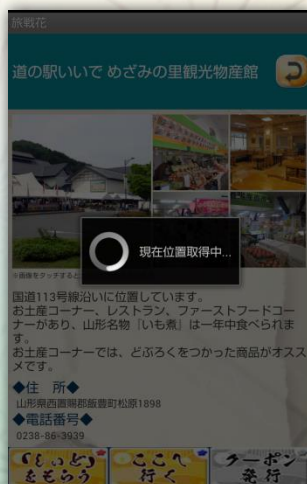 旅戦花
道の駅いいで めざみの里観光物産館
現在位置取得中...
国道113号線沿いに位置しています。
お土産コーナー、レストラン、ファーストフードコー
ナーがあり、山形名物『いも煮』は一年中食べられま
す。
お土産コーナーでは、どぶろくをつかった商品がオスス
メです。
◆住　所◆
山形県西置賜郡飯豊町松原1898
◆電話番号◆
0238-86-3939
ここへ
クーポン
をもらう
行く
発行